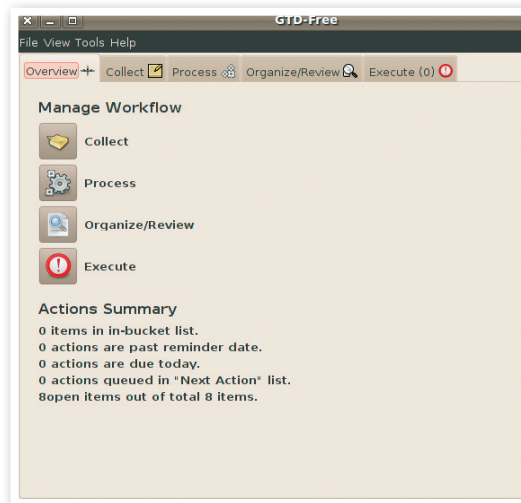 GTD-Free
File View Tools Help
Overview Collect Process Organize/Review Execute (0)
Manage Workflow
Collect
Process
Organize/Review
Execute
Actions Summary
0 items in in-bucket list.
0 actions are past reminder date.
0 actions are due today.
0 actions queued in "Next Action" list.
8open items out of total 8 items.